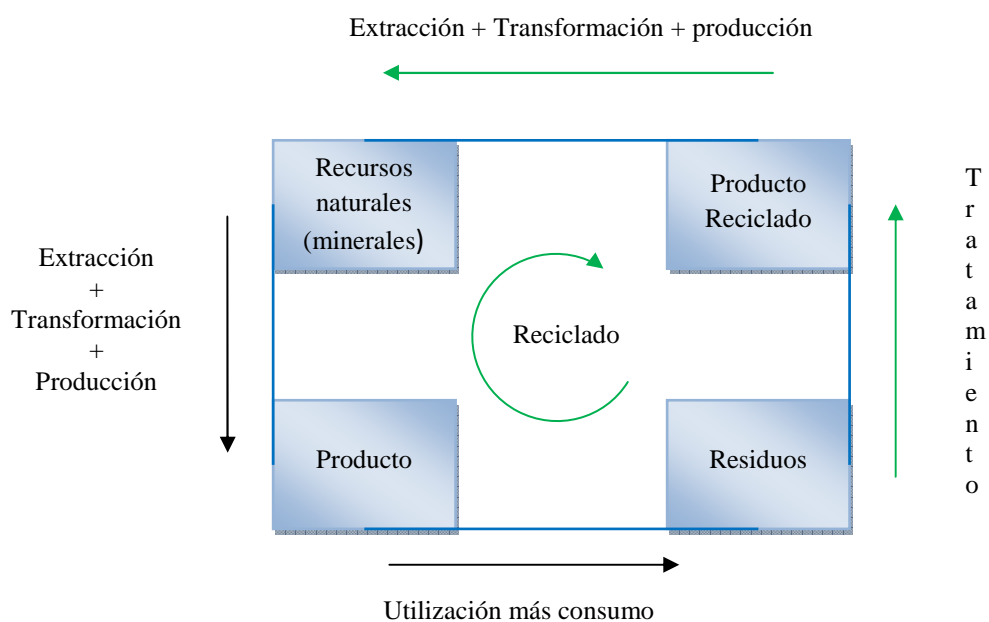 Extracción + Transformación + producción
Recursos
naturales
(minerales)
Producto
Reciclado
Extracción
+
Transformación
+
Producción
Reciclado
T
r
a
t
a
m
i
e
n
t
o
Producto
Residuos
Utilización más consumo